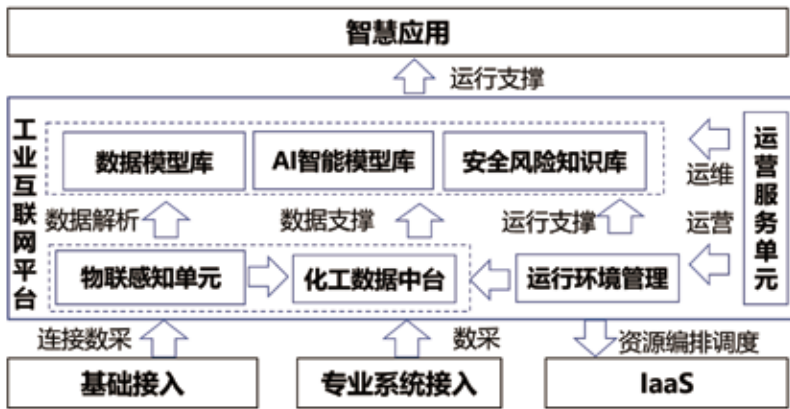 智慧应用
运行支撑
工业互联网平台
数据模型库
AI智能模型库
安全风险知识库
运营服务单元
运维
数据解析
数据支撑
运行支撑
运营
物联感知单元
化工数据中台
运行环境管理
连接数采
数采
资源编排调度
基础接入
专业系统接入
IaaS